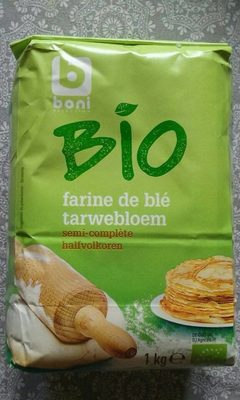 b
boni
BiO
farine de blé
tarwebloem
semi-complète
halfvolkoren
1 kg e